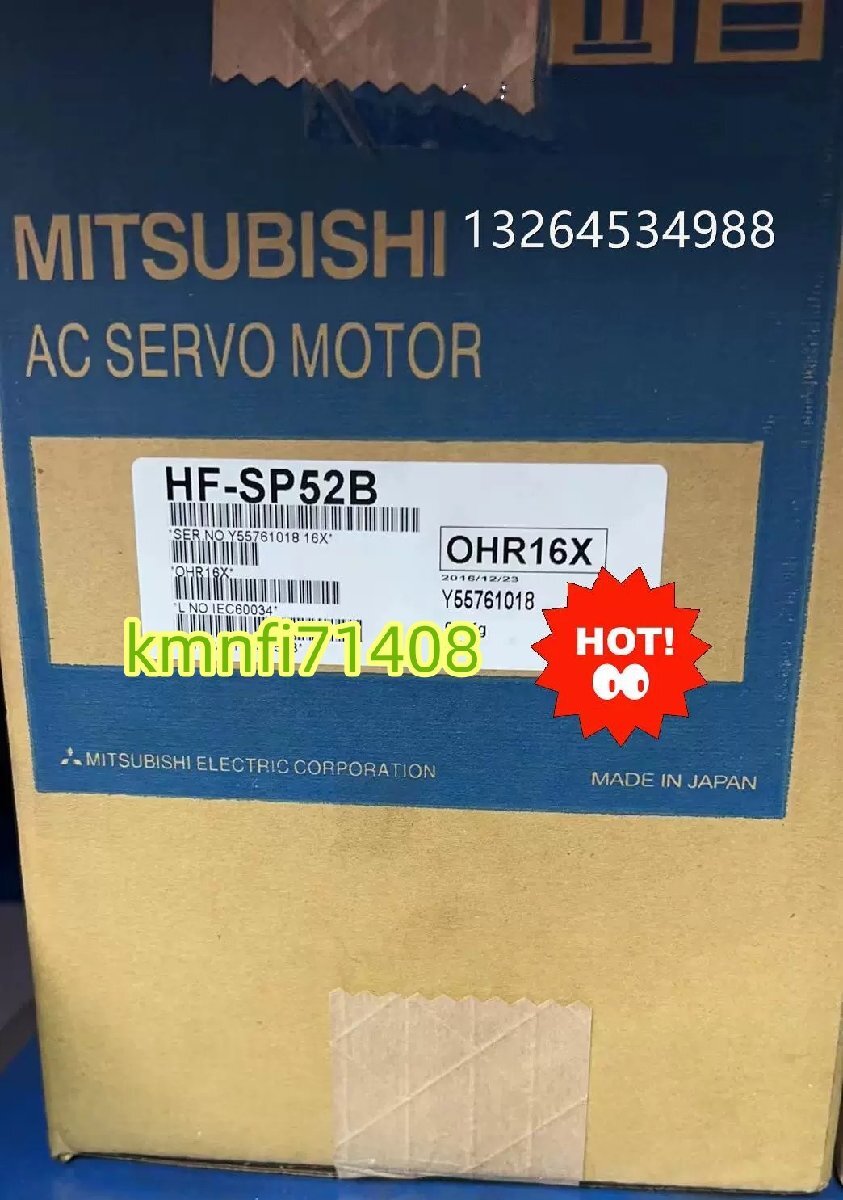 MITSUBISHI 13264534988
AC SERVO MOTOR
HF-SP52B
*SER.NO Y55761018 16X*
OHR16X
*OHR16X*
2016/12/23
Y55761018
*L NO IEC60034*
kmnfi71408
HOT!
MITSUBISHI ELECTRIC CORPORATION
MADE IN JAPAN